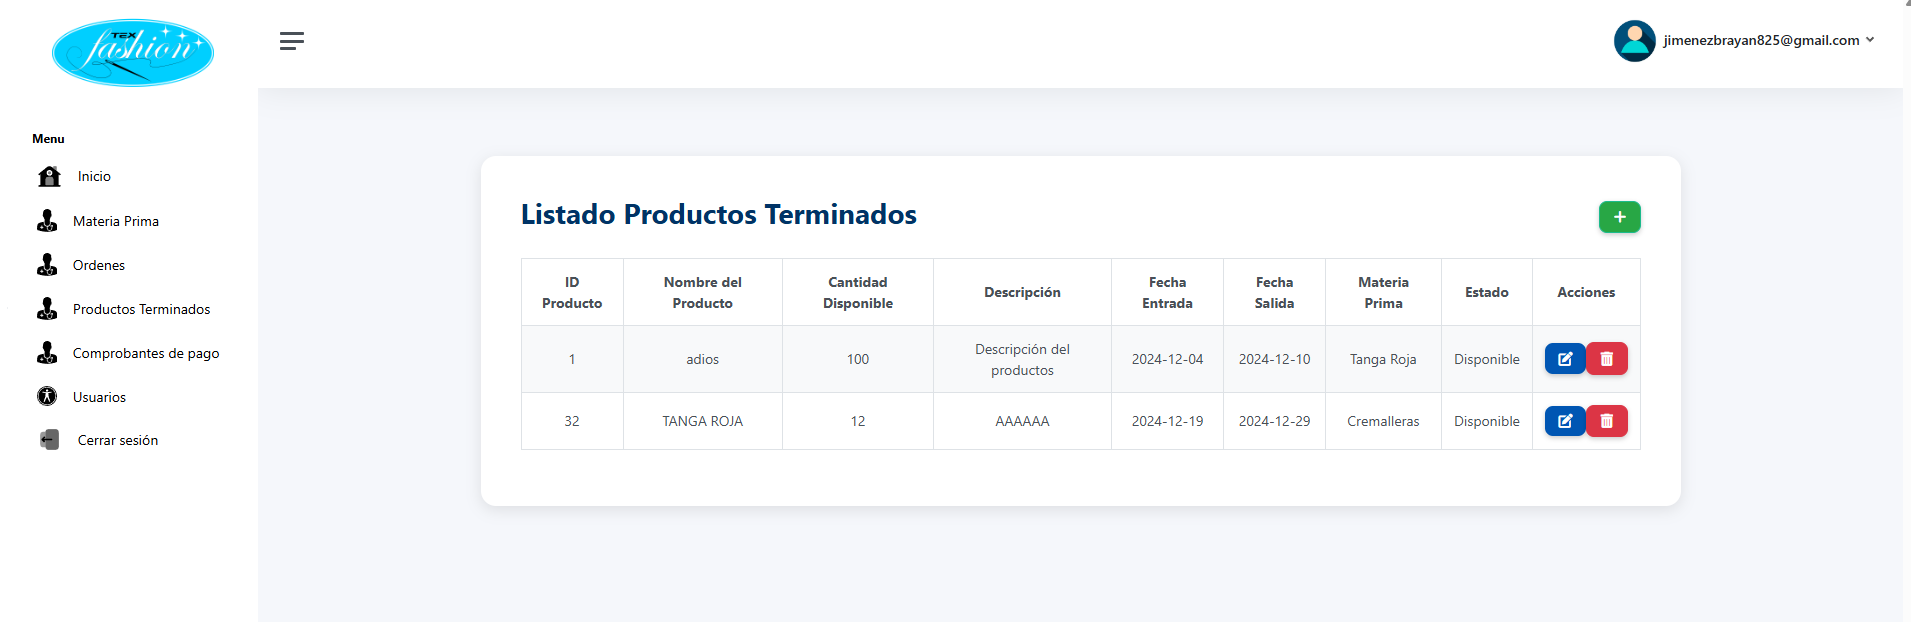 TEX
fashion
jimenezbrayan825@gmail.com
Menu
Inicio
Materia Prima
Ordenes
Productos Terminados
Comprobantes de pago
Usuarios
Cerrar sesión
Listado Productos Terminados
+
ID Producto Nombre del Producto Cantidad Disponible Descripción Fecha Entrada Fecha Salida Materia Prima Estado Acciones
1 adios 100 Descripción del productos 2024-12-04 2024-12-10 Tanga Roja Disponible
32 TANGA ROJA 12 AAAAAA 2024-12-19 2024-12-29 Cremalleras Disponible